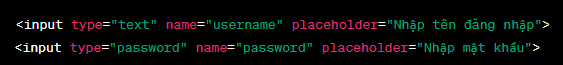 <input type="text" name="username" placeholder="Nhập tên đăng nhập">
<input type="password" name="password" placeholder="Nhập mật khẩu">